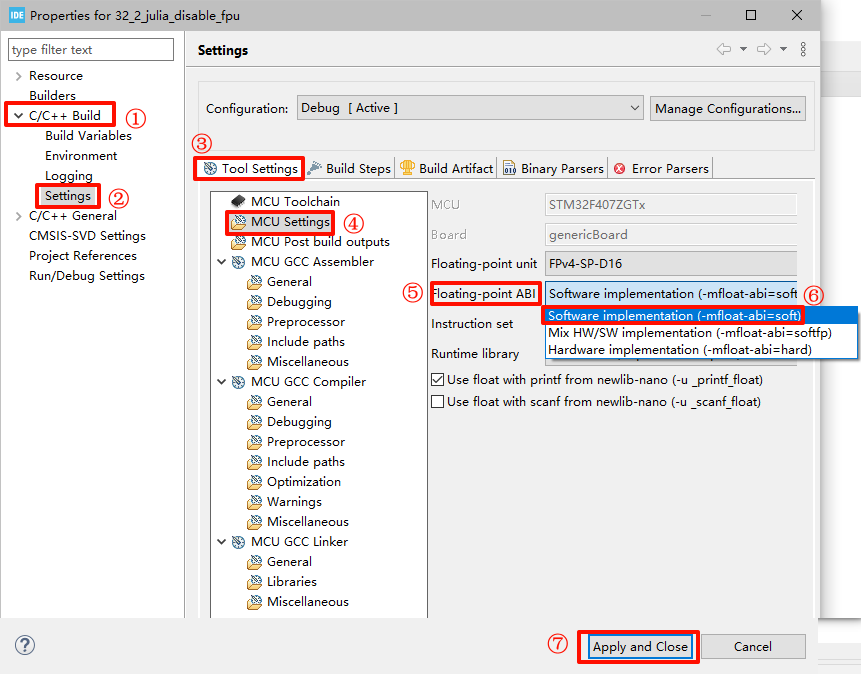 IDE Properties for 32_2_julia_disable_fpu
type filter text
Resource
Builders
C/C++ Build ①
Build Variables
Environment
Logging
Settings ②
C/C++ General
CMSIS-SVD Settings
Project References
Run/Debug Settings
Settings
Configuration: Debug [ Active ] Manage Configurations...
③
Tool Settings Build Steps Build Artifact Binary Parsers Error Parsers
MCU Toolchain
MCU Settings ④
MCU Post build outputs
MCU GCC Assembler
General
Debugging
Preprocessor
Include paths
Miscellaneous
MCU GCC Compiler
General
Debugging
Preprocessor
Include paths
Optimization
Warnings
Miscellaneous
MCU GCC Linker
General
Libraries
Miscellaneous
MCU STM32F407ZGTx
Board genericBoard
Floating-point unit FPv4-SP-D16
⑤ Floating-point ABI Software implementation (-mfloat-abi=soft ⑥
Software implementation (-mfloat-abi=soft)
Instruction set Mix HW/SW implementation (-mfloat-abi=softfp)
Runtime library Hardware implementation (-mfloat-abi=hard)
Use float with printf from newlib-nano (-u _printf_float)
Use float with scanf from newlib-nano (-u _scanf_float)
? ⑦ Apply and Close Cancel